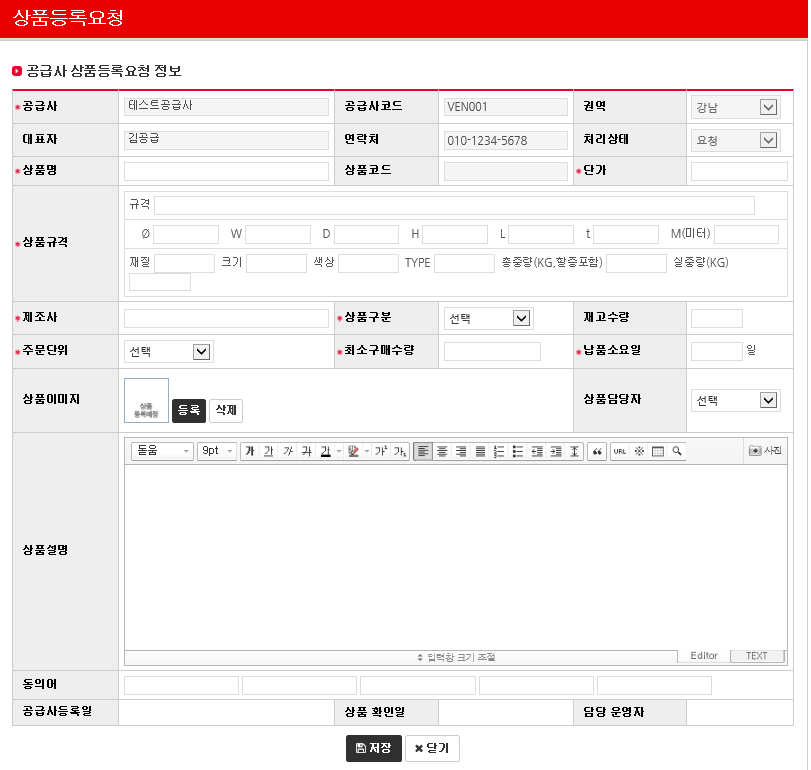 상품등록요청
공급사 상품등록요청 정보
*공급사 테스트공급사 공급사코드 VEN001 권역 강남
대표자 김공급 연락처 010-1234-5678 처리상태 요청
*상품명 상품코드 *단가
규격
*상품규격 Ø W D H L t M(미터)
재질 크기 색상 TYPE 총중량(KG,할증포함) 실중량(KG)
*제조사 *상품구분 선택 재고수량
*주문단위 선택 *최소구매수량 *납품소요일 일
상품이미지 상품 등록예정 등록 삭제 상품담당자 선택
돋움 9pt 가 가 가 가 가 가 가¹ 가₁ “ URL ※ 사진
상품설명
입력창 크기 조절 Editor TEXT
동의어
공급사등록일 상품 확인일 담당 운영자
저장 닫기